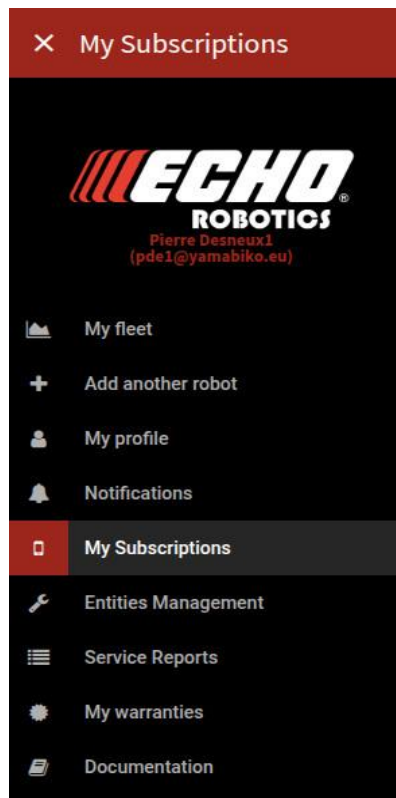 × My Subscriptions
ECHO®
ROBOTICS
Pierre Desneux1
(pde1@yamabiko.eu)
My fleet
Add another robot
My profile
Notifications
My Subscriptions
Entities Management
Service Reports
My warranties
Documentation